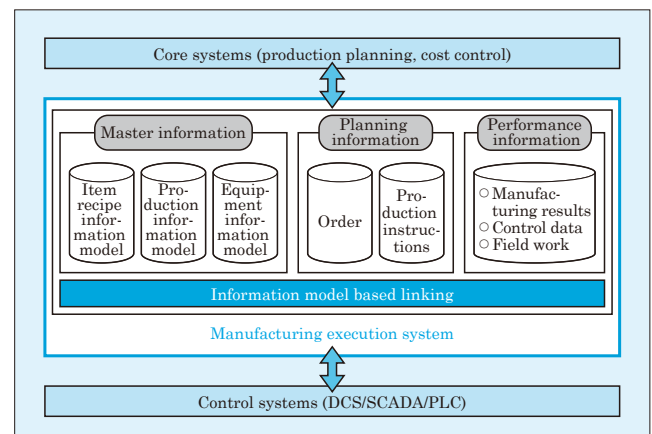 Core systems (production planning, cost control)
Master information
Planning
information
Performance
information
Item
recipe
infor-
mation
model
Pro-
duction
infor-
mation
model
Equip-
ment
infor-
mation
model
Order
Pro-
duction
instruc-
tions
○ Manufac-
turing results
○ Control data
○ Field work
Information model based linking
Manufacturing execution system
Control systems (DCS/SCADA/PLC)